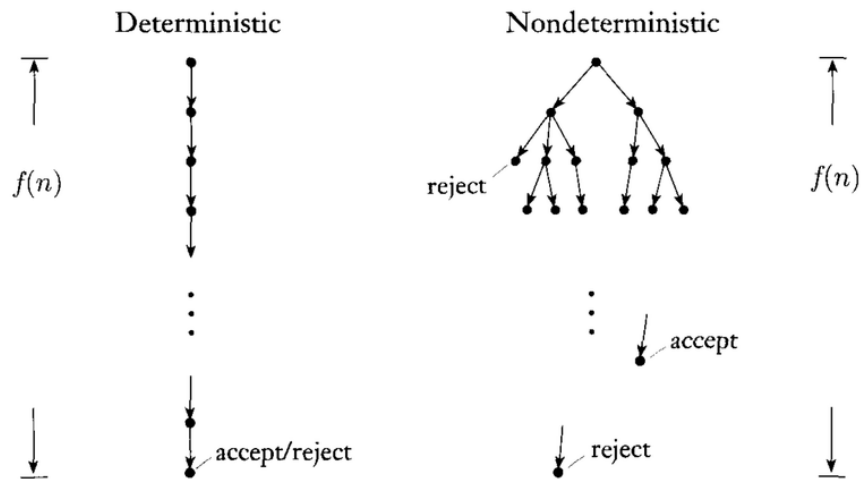 Deterministic
Nondeterministic
f(n)
reject
f(n)
accept
accept/reject
reject